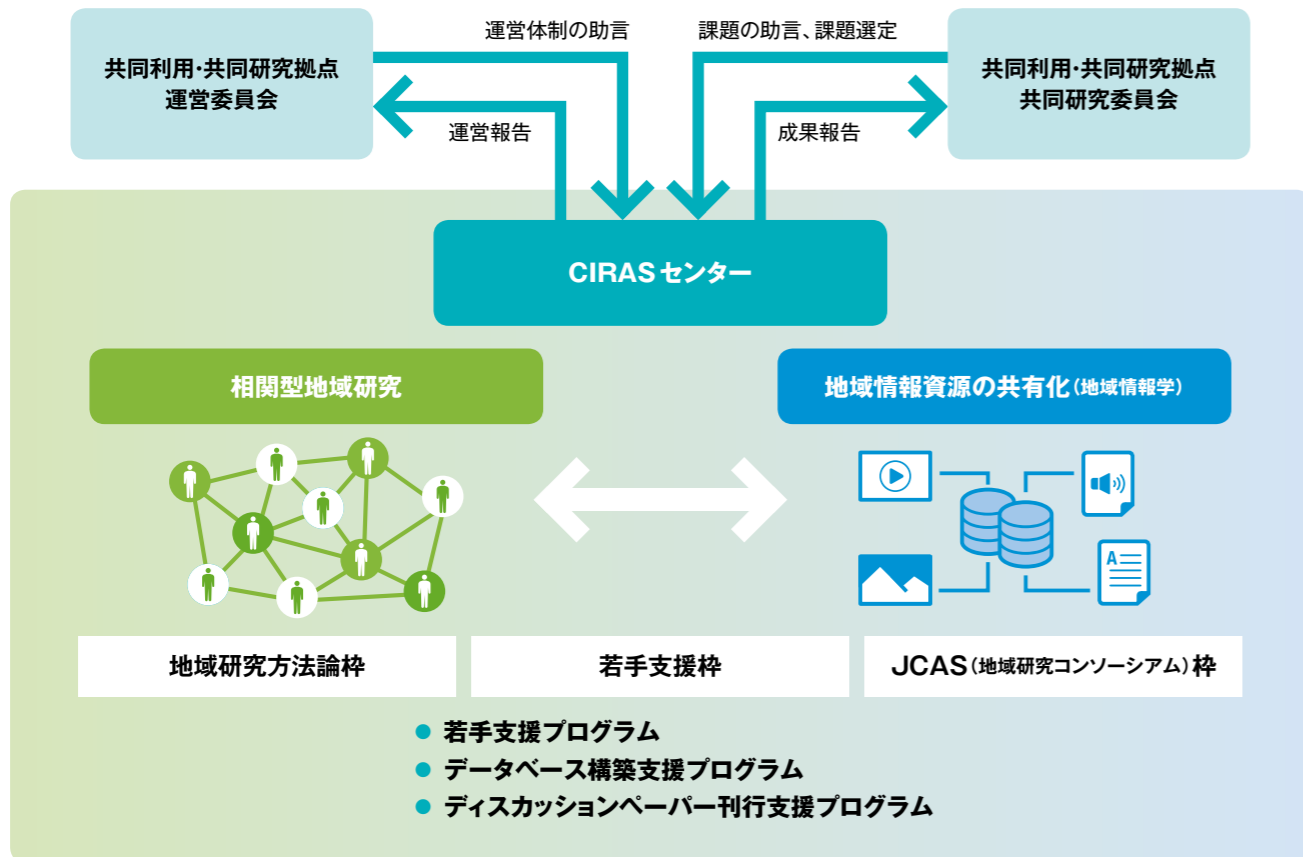 運営体制の助言
課題の助言、課題選定
共同利用・共同研究拠点
運営委員会
共同利用・共同研究拠点
共同研究委員会
運営報告
成果報告
CIRASセンター
相関型地域研究
地域情報資源の共有化(地域情報学)
A
地域研究方法論枠
若手支援枠
JCAS(地域研究コンソーシアム)枠
● 若手支援プログラム
● データベース構築支援プログラム
● ディスカッションペーパー刊行支援プログラム